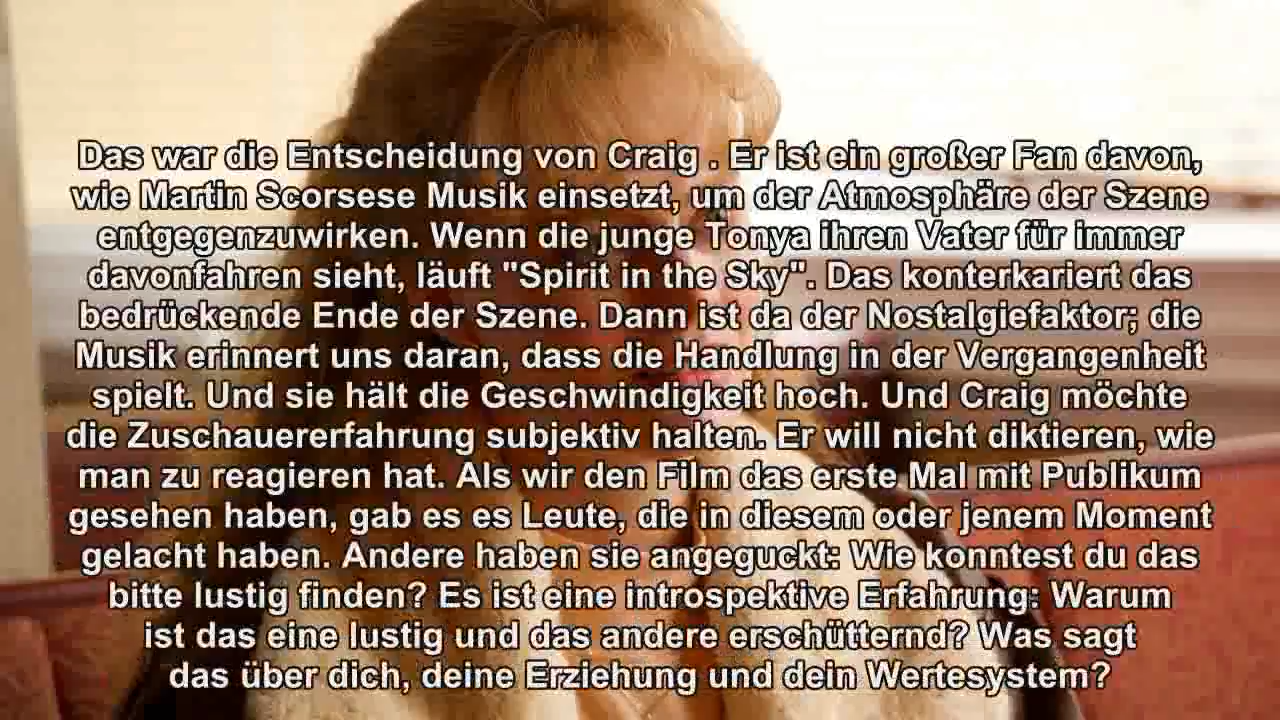 Das war die Entscheidung von Craig . Er ist ein großer Fan davon,
wie Martin Scorsese Musik einsetzt, um der Atmosphäre der Szene
entgegenzuwirken. Wenn die junge Tonya ihren Vater für immer
davonfahren sieht, läuft "Spirit in the Sky". Das konterkariert das
bedrückende Ende der Szene. Dann ist da der Nostalgiefaktor; die
Musik erinnert uns daran, dass die Handlung in der Vergangenheit
spielt. Und sie hält die Geschwindigkeit hoch. Und Craig möchte
die Zuschauererfahrung subjektiv halten. Er will nicht diktieren, wie
man zu reagieren hat. Als wir den Film das erste Mal mit Publikum
gesehen haben, gab es es Leute, die in diesem oder jenem Moment
gelacht haben. Andere haben sie angeguckt: Wie konntest du das
bitte lustig finden? Es ist eine introspektive Erfahrung: Warum
ist das eine lustig und das andere erschütternd? Was sagt
das über dich, deine Erziehung und dein Wertesystem?